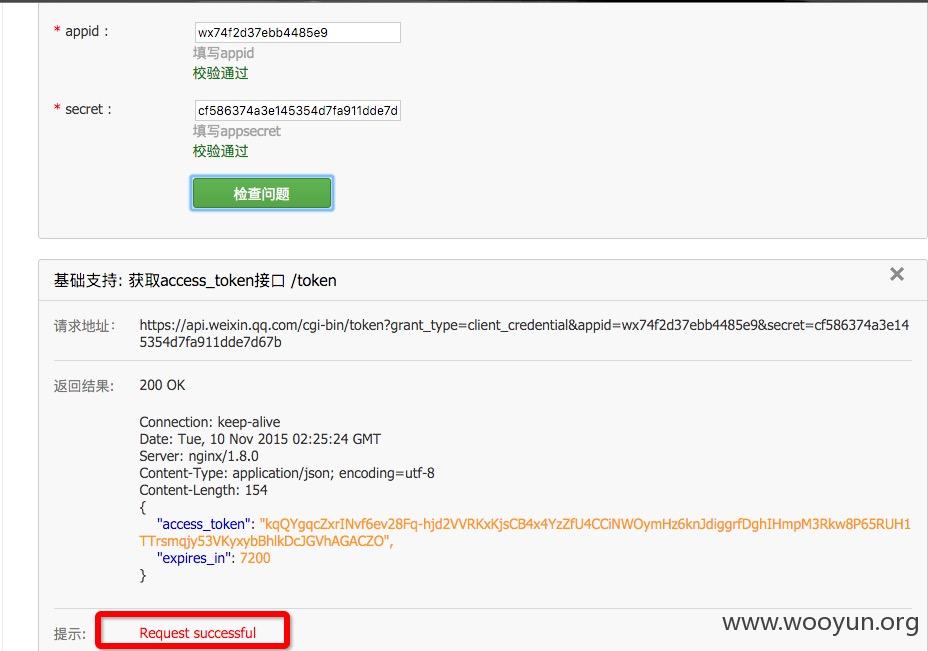 * appid :
wx74f2d37ebb4485e9
填写appid
校验通过
* secret :
cf586374a3e145354d7fa911dde7d
填写appsecret
校验通过
检查问题
基础支持: 获取access_token接口 /token
请求地址: https://api.weixin.qq.com/cgi-bin/token?grant_type=client_credential&appid=wx74f2d37ebb4485e9&secret=cf586374a3e14
5354d7fa911dde7d67b
返回结果: 200 OK
Connection: keep-alive
Date: Tue, 10 Nov 2015 02:25:24 GMT
Server: nginx/1.8.0
Content-Type: application/json; encoding=utf-8
Content-Length: 154
{
"access_token": "kqQYgqcZxrINvf6ev28Fq-hjd2VVRKxKjsCB4x4YzZfU4CCiNWOymHz6knJdiggrfDghIHmpM3Rkw8P65RUH1
TTrsmqjy53VKyxybBhlkDcJGVhAGACZO",
"expires_in": 7200
}
提示: Request successful
www.wooyun.org